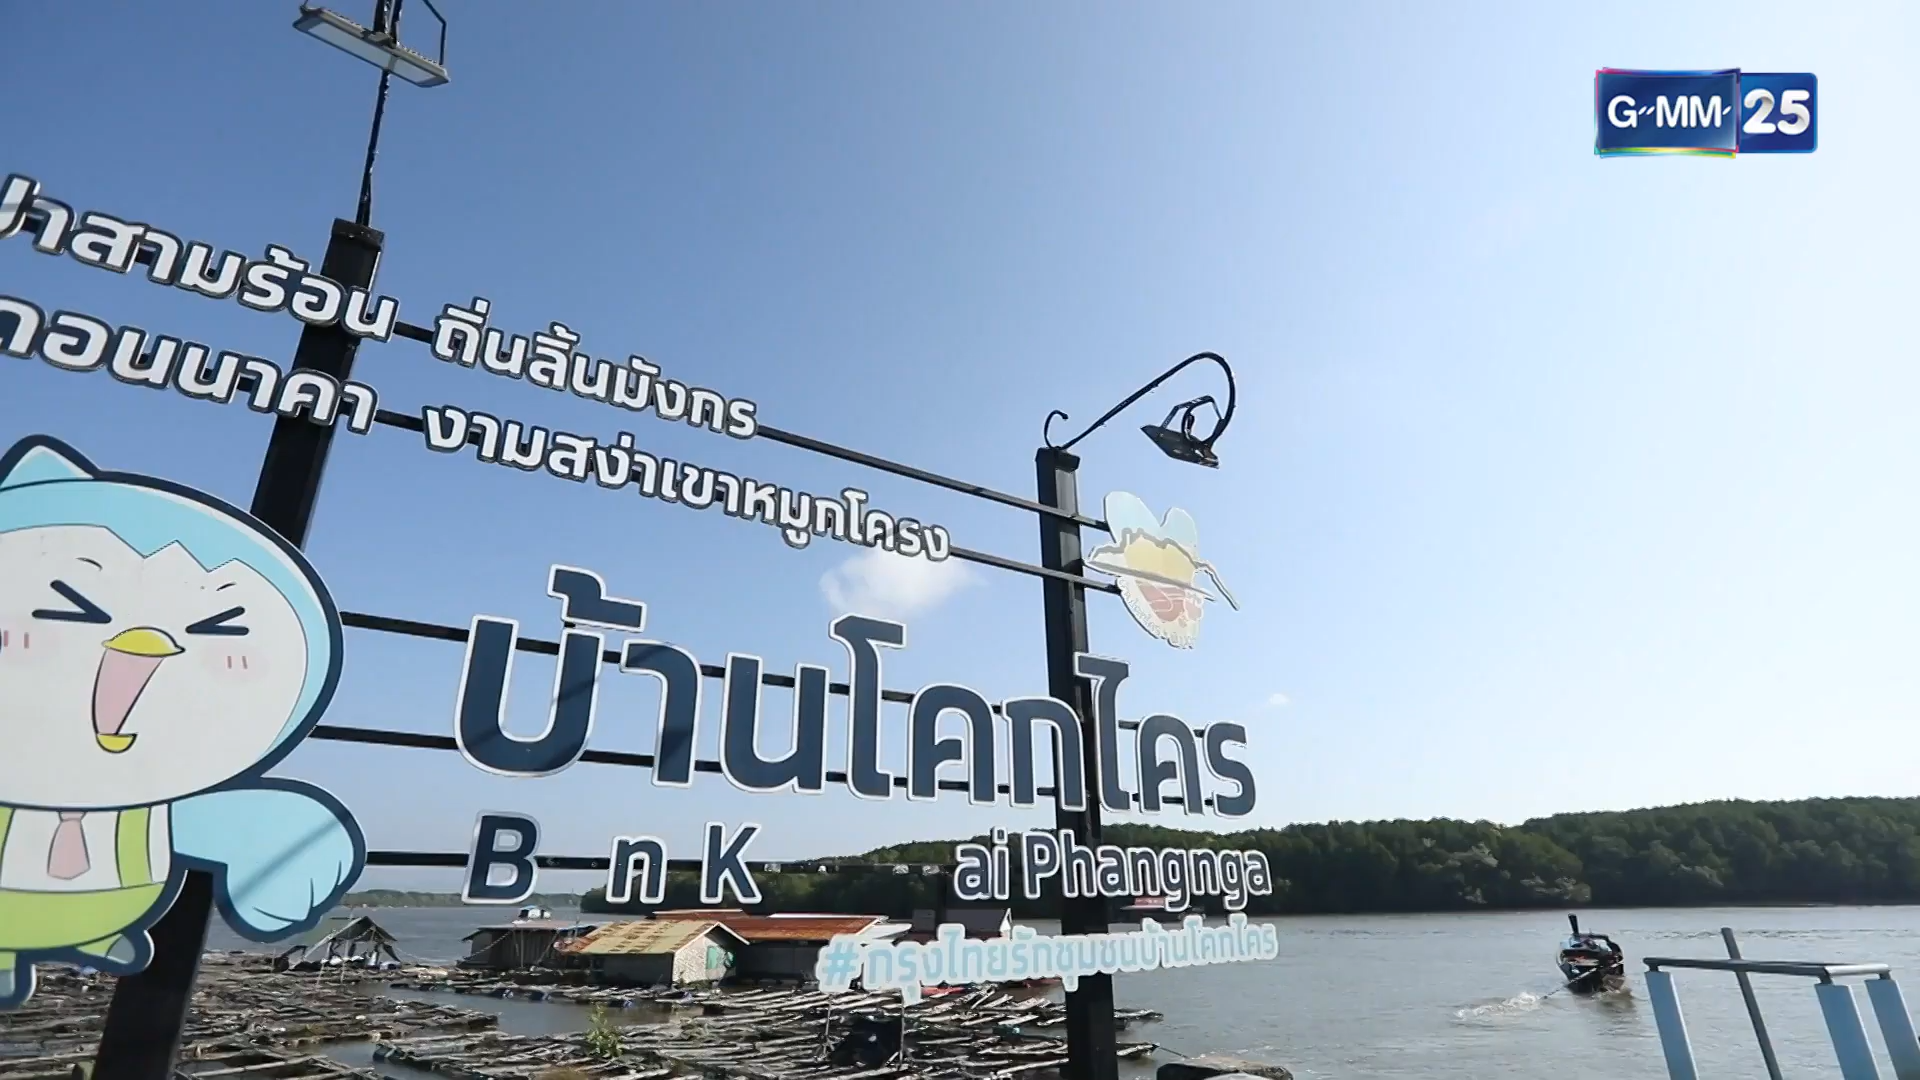 GMM 25
ปาสามร้อน ถิ่นลิ้นมังกร
ดอนนาคา งามสง่าเขาหมูกโครง
บ้านโคกไคร
B n K ai Phangnga
#กรุงไทยรักชุมชนบ้านโคกไคร